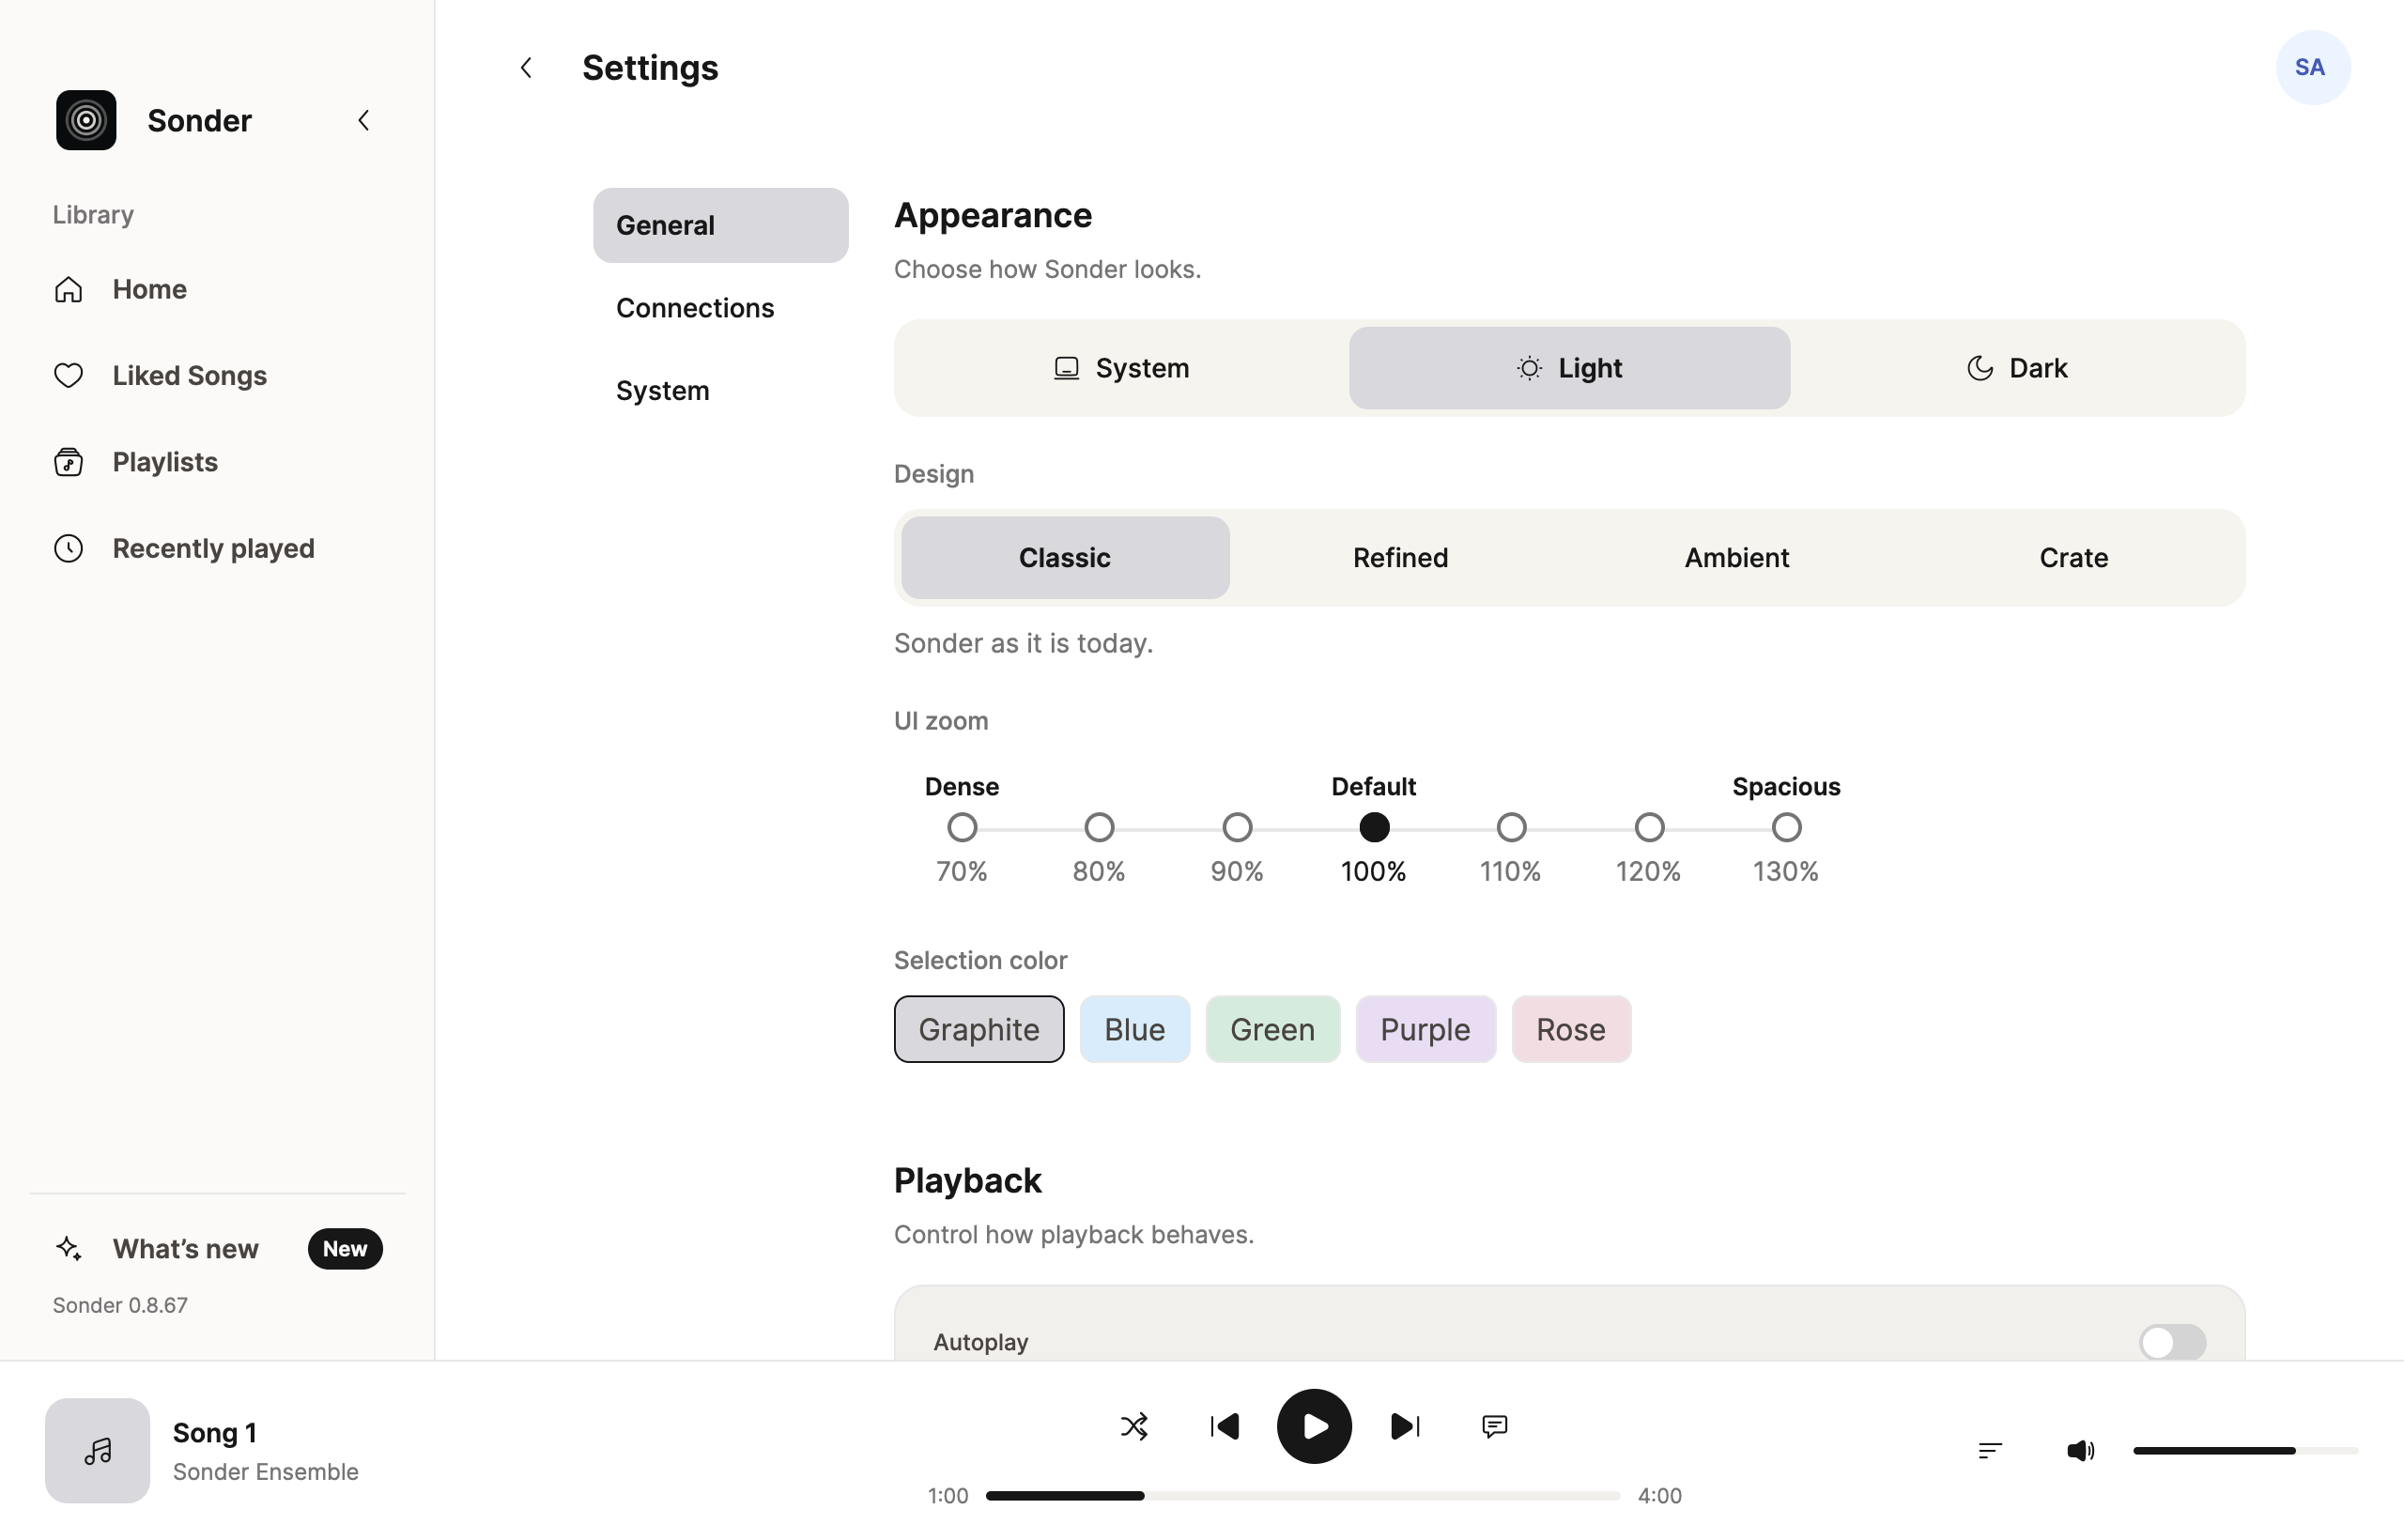 Sonder
Library
Home
Liked Songs
Playlists
Recently played
What’s new
New
Sonder 0.8.67
Settings
SA
General
Connections
System
Appearance
Choose how Sonder looks.
System
Light
Dark
Design
Classic
Refined
Ambient
Crate
Sonder as it is today.
UI zoom
Dense
Default
Spacious
70%
80%
90%
100%
110%
120%
130%
Selection color
Graphite
Blue
Green
Purple
Rose
Playback
Control how playback behaves.
Autoplay
Song 1
Sonder Ensemble
1:00
4:00